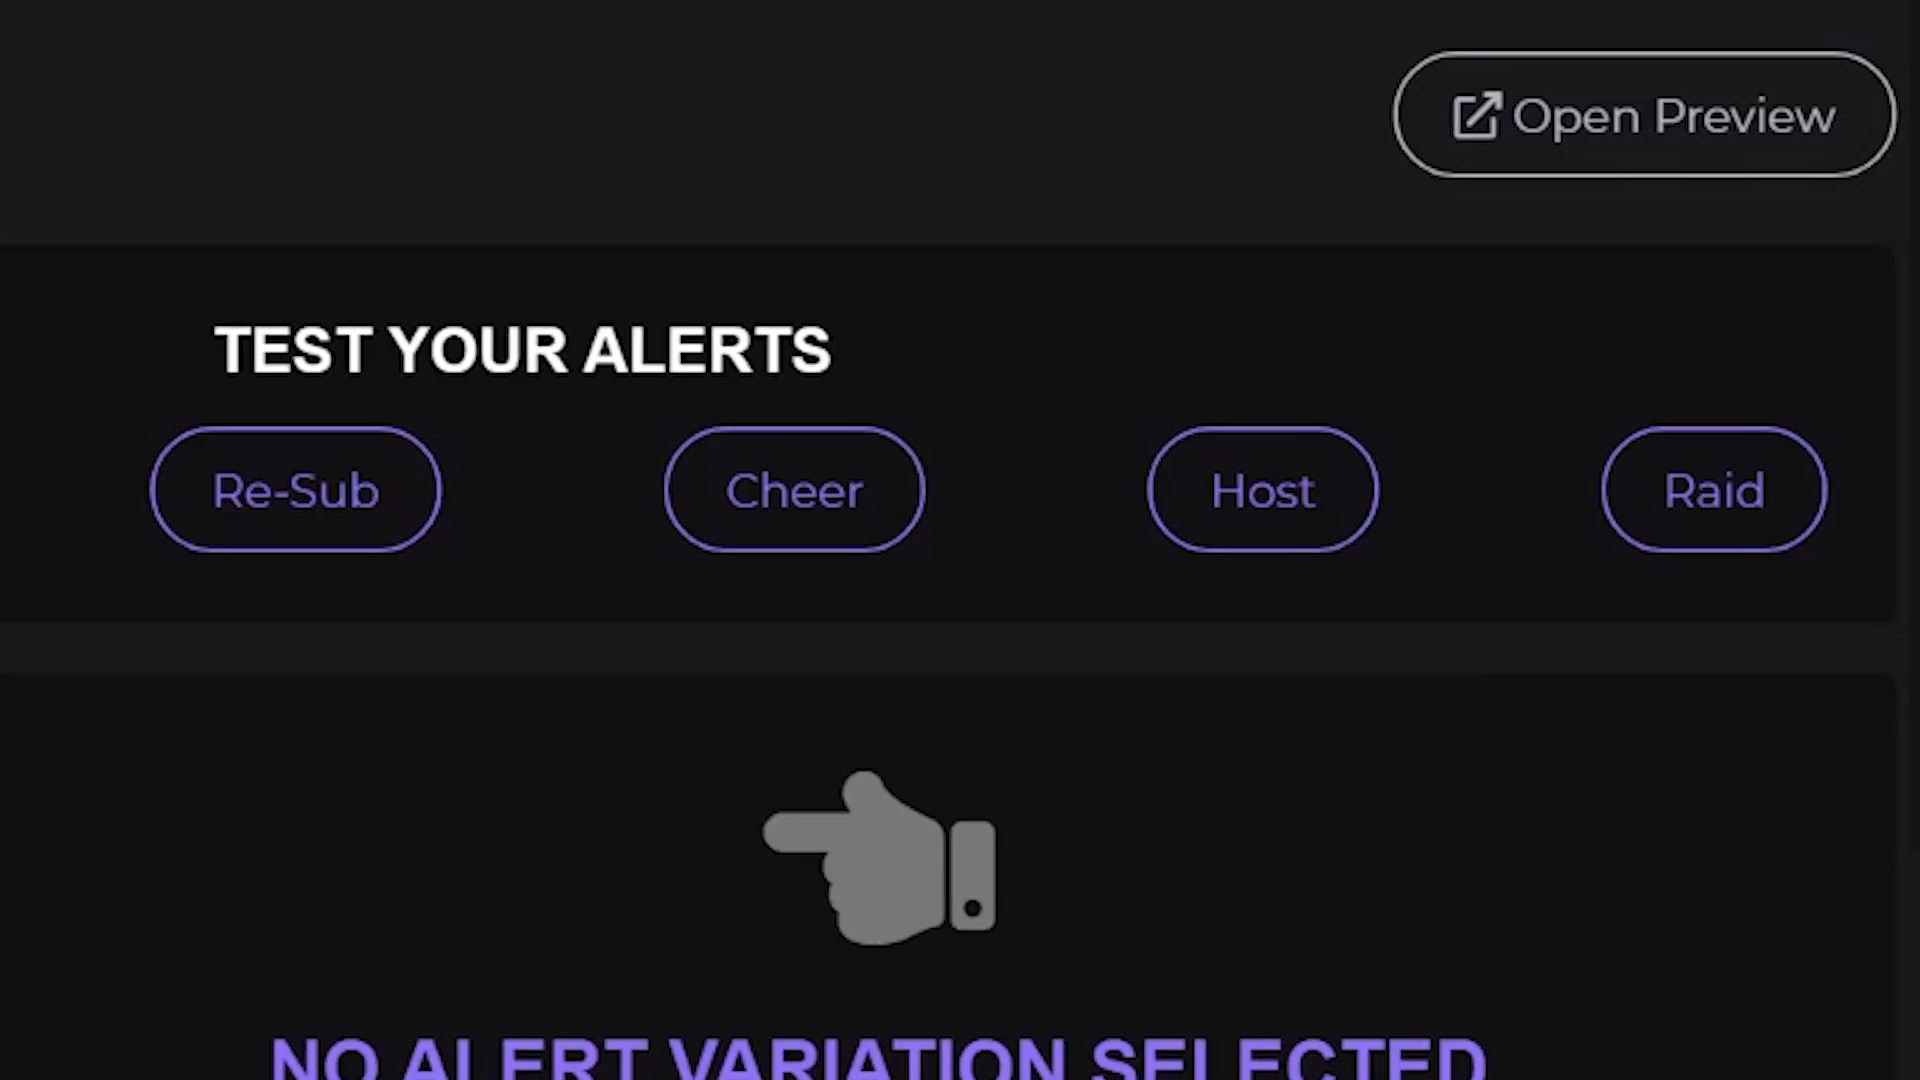 Open Preview
TEST YOUR ALERTS
Re-Sub Cheer Host Raid
NO ALERT VARIATION SELECTED